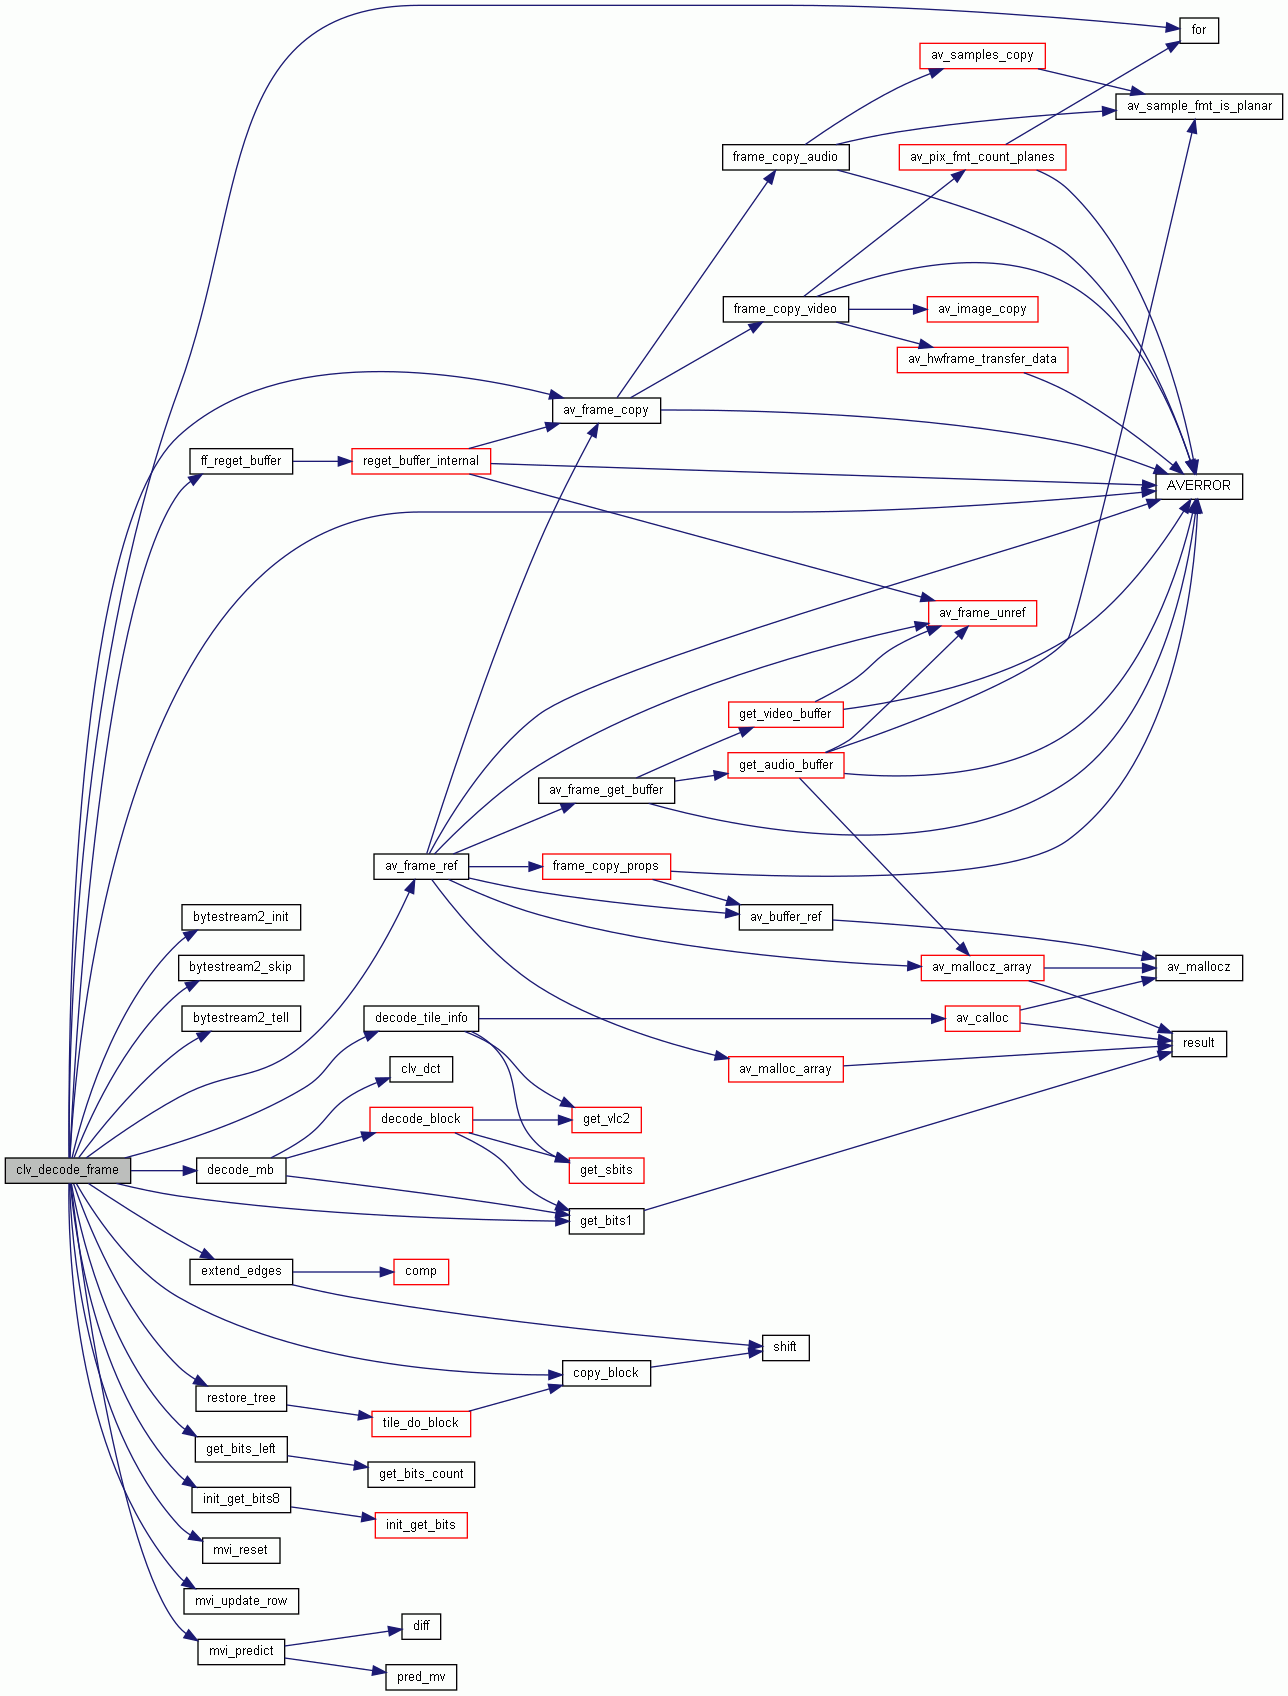 for
av_samples_copy
av_sample_fmt_is_planar
frame_copy_audio
av_pix_fmt_count_planes
frame_copy_video
av_image_copy
av_hwframe_transfer_data
av_frame_copy
ff_reget_buffer
reget_buffer_internal
AVERROR
av_frame_unref
get_video_buffer
get_audio_buffer
av_frame_get_buffer
av_frame_ref
frame_copy_props
bytestream2_init
av_buffer_ref
bytestream2_skip
av_mallocz_array
av_mallocz
bytestream2_tell
decode_tile_info
av_calloc
result
clv_dct
av_malloc_array
decode_block
get_vlc2
clv_decode_frame
decode_mb
get_sbits
get_bits1
extend_edges
comp
shift
copy_block
restore_tree
tile_do_block
get_bits_left
get_bits_count
init_get_bits8
init_get_bits
mvi_reset
mvi_update_row
diff
mvi_predict
pred_mv